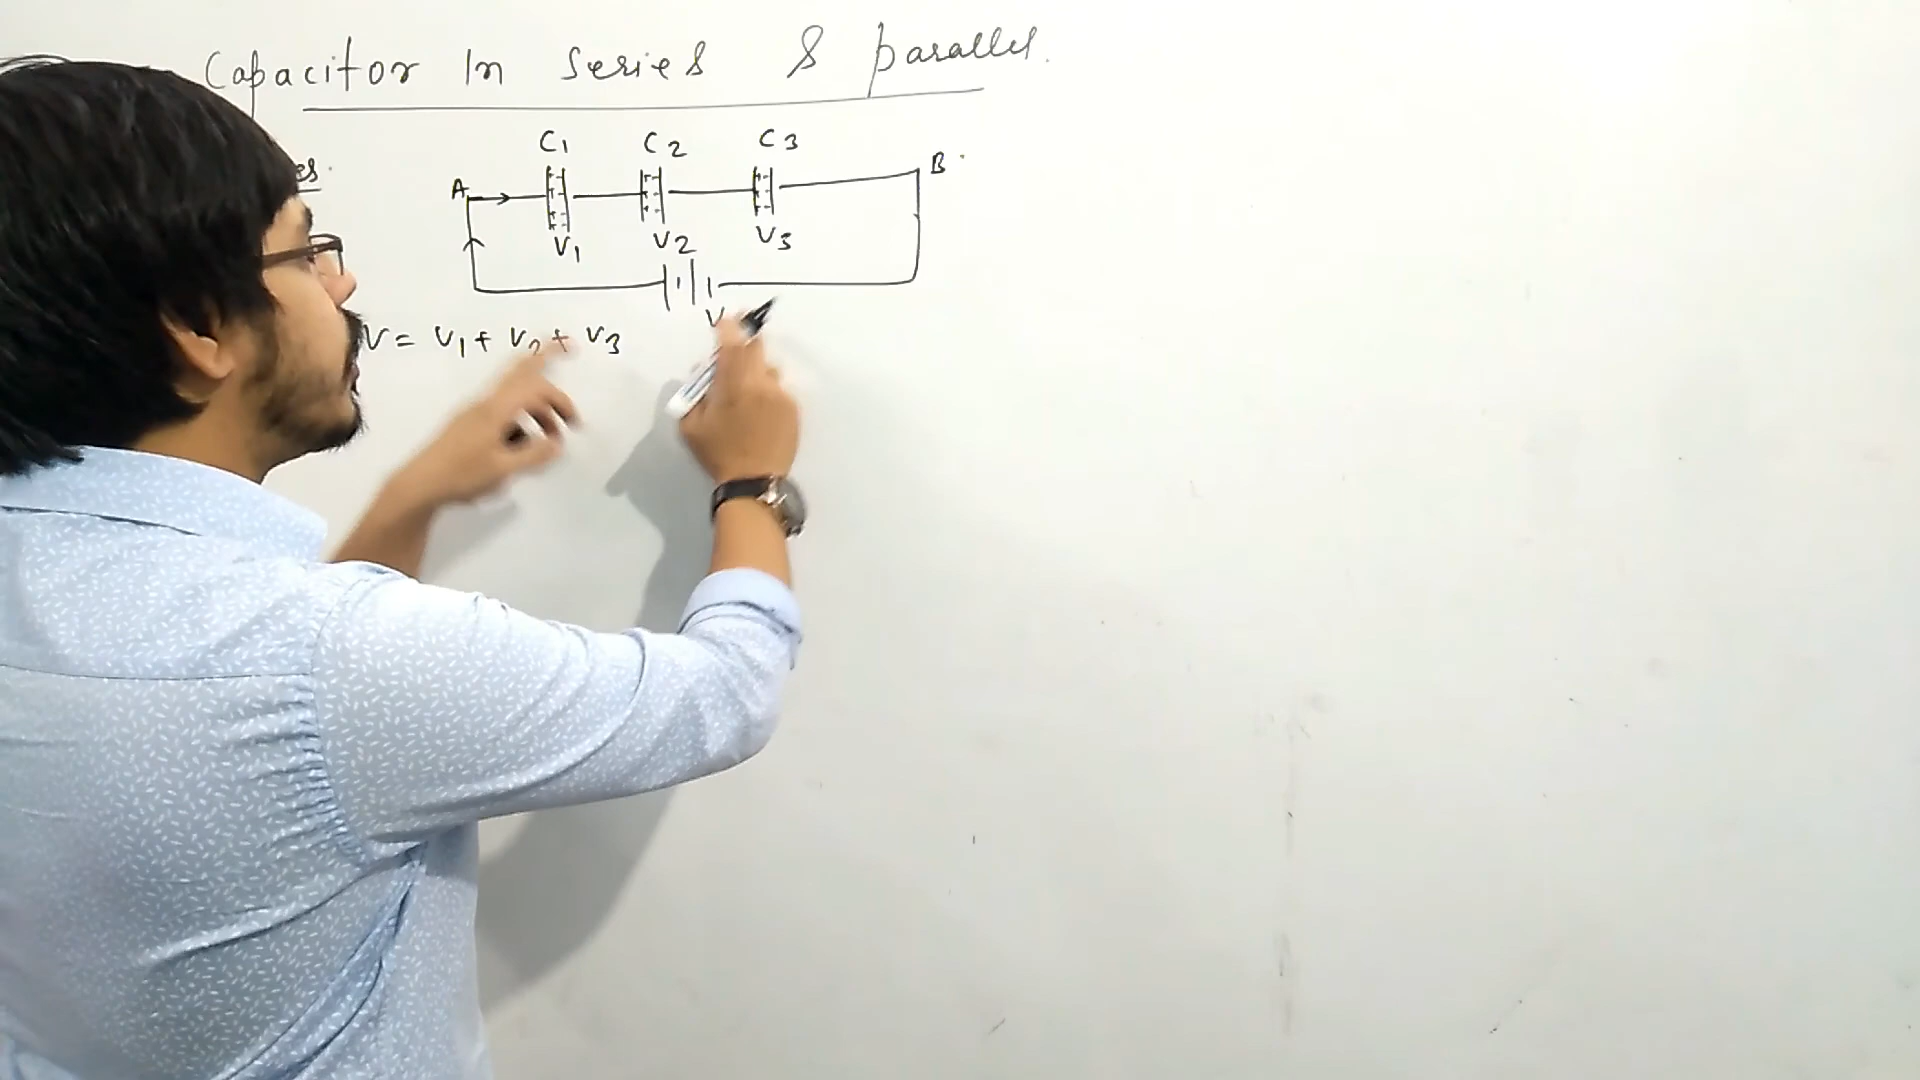 Capacitor In Series & parallel.
C1 C2 C3
A B
V1 V2 V3
V
V = V1 + V2 + V3